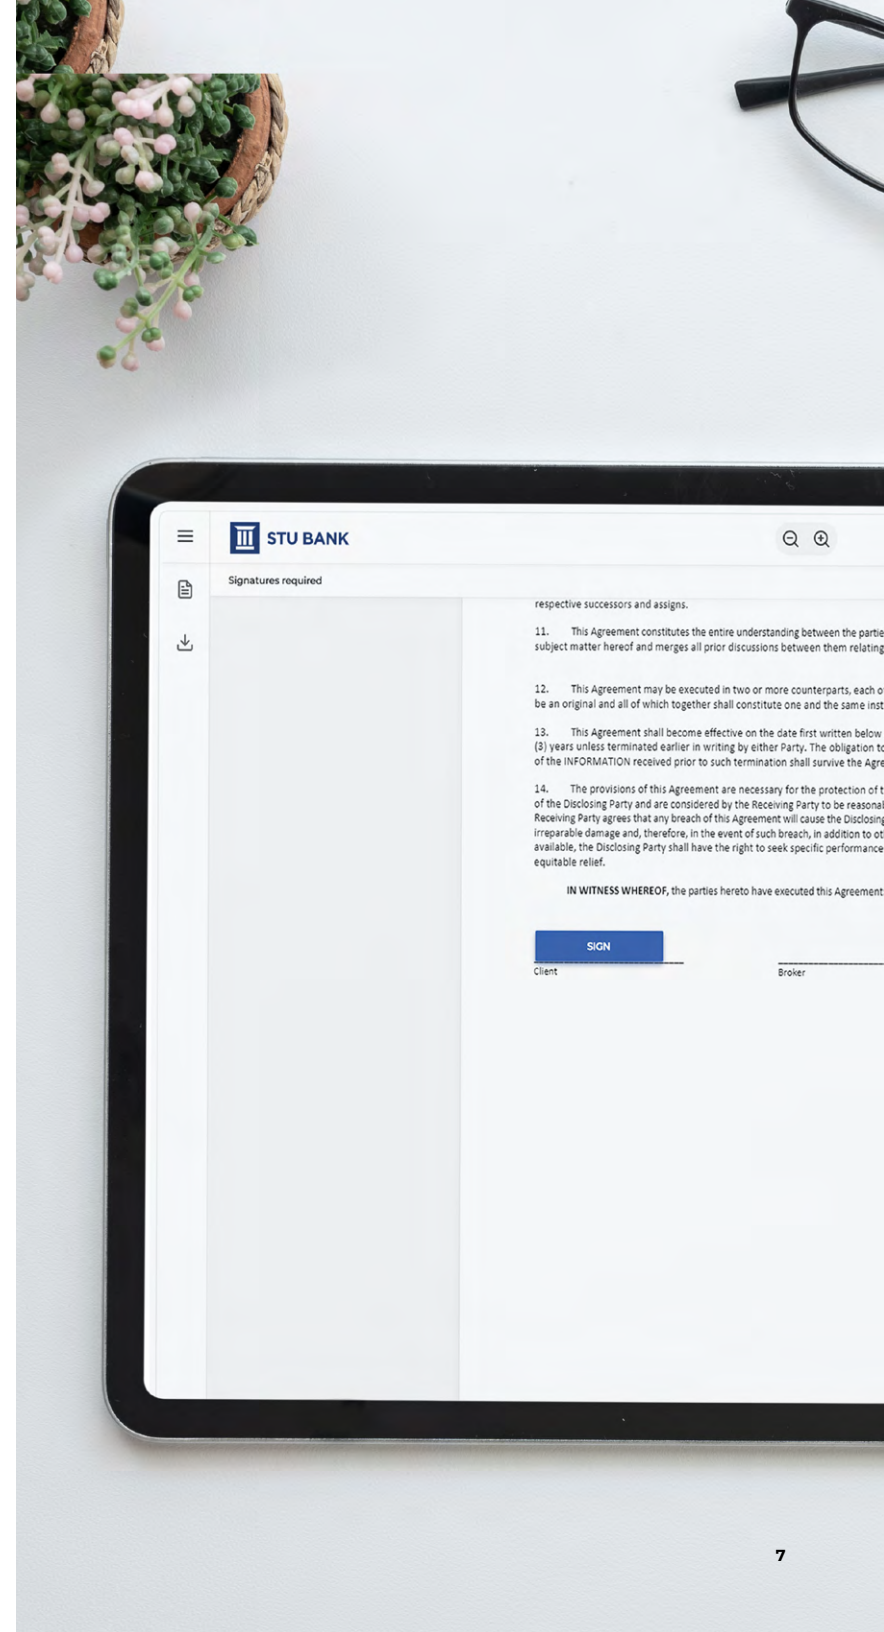 STU BANK
Signatures required
respective successors and assigns.
11. This Agreement constitutes the entire understanding between the partie
subject matter hereof and merges all prior discussions between them relating
12. This Agreement may be executed in two or more counterparts, each o
be an original and all of which together shall constitute one and the same inst
13. This Agreement shall become effective on the date first written below
(3) years unless terminated earlier in writing by either Party. The obligation to
of the INFORMATION received prior to such termination shall survive the Agre
14. The provisions of this Agreement are necessary for the protection of t
of the Disclosing Party and are considered by the Receiving Party to be reasonal
Receiving Party agrees that any breach of this Agreement will cause the Disclosing
irreparable damage and, therefore, in the event of such breach, in addition to ot
available, the Disclosing Party shall have the right to seek specific performance
equitable relief.
IN WITNESS WHEREOF, the parties hereto have executed this Agreement
SIGN
Client
Broker
7